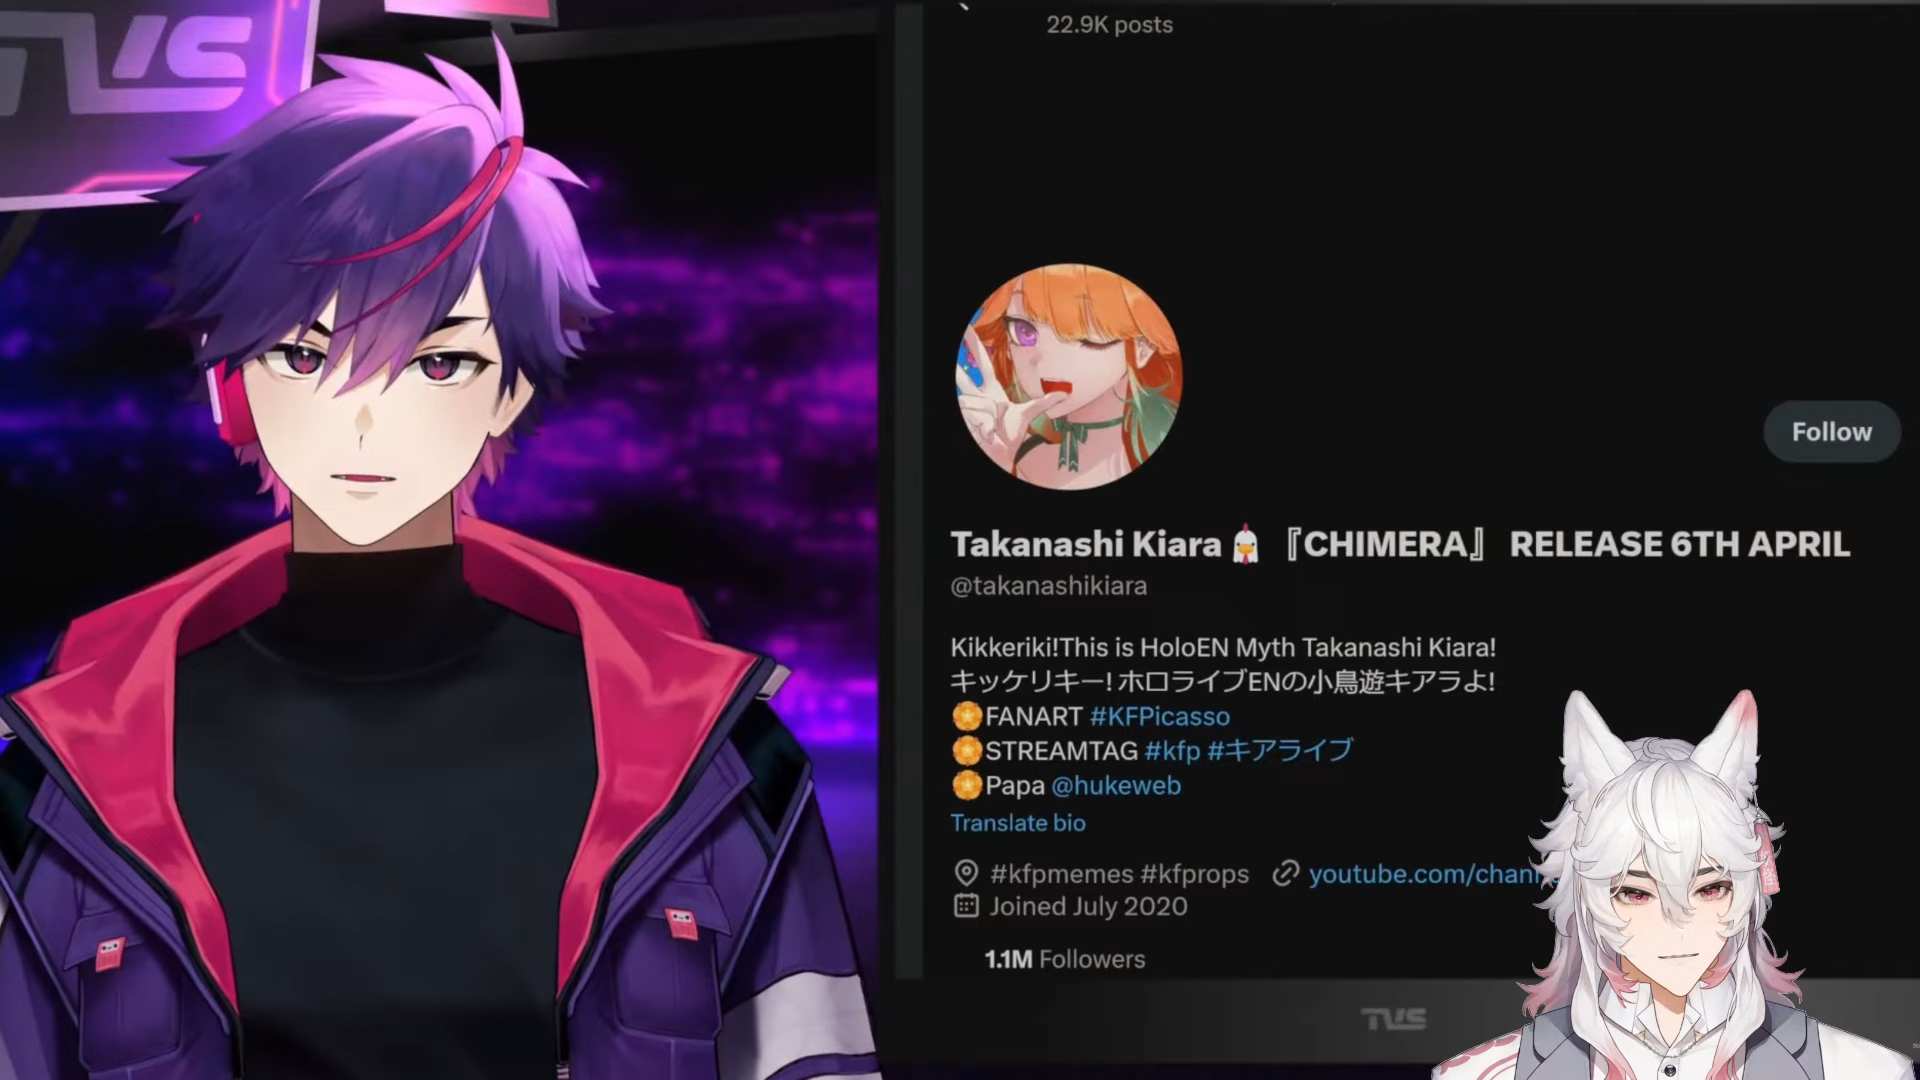 TVS
22.9K posts
Follow
Takanashi Kiara🐔『CHIMERA』 RELEASE 6TH APRIL
@takanashikiara
Kikkeriki!This is HoloEN Myth Takanashi Kiara!
キッケリキー! ホロライブENの小鳥遊キアラよ!
FANART #KFPicasso
STREAMTAG #kfp #キアライブ
Papa @hukeweb
Translate bio
#kfpmemes #kfprops youtube.com/chann
Joined July 2020
1.1M Followers
TVS